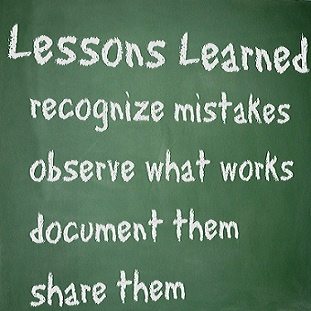 Lessons Learned
recognize mistakes
observe what works
document them
share them